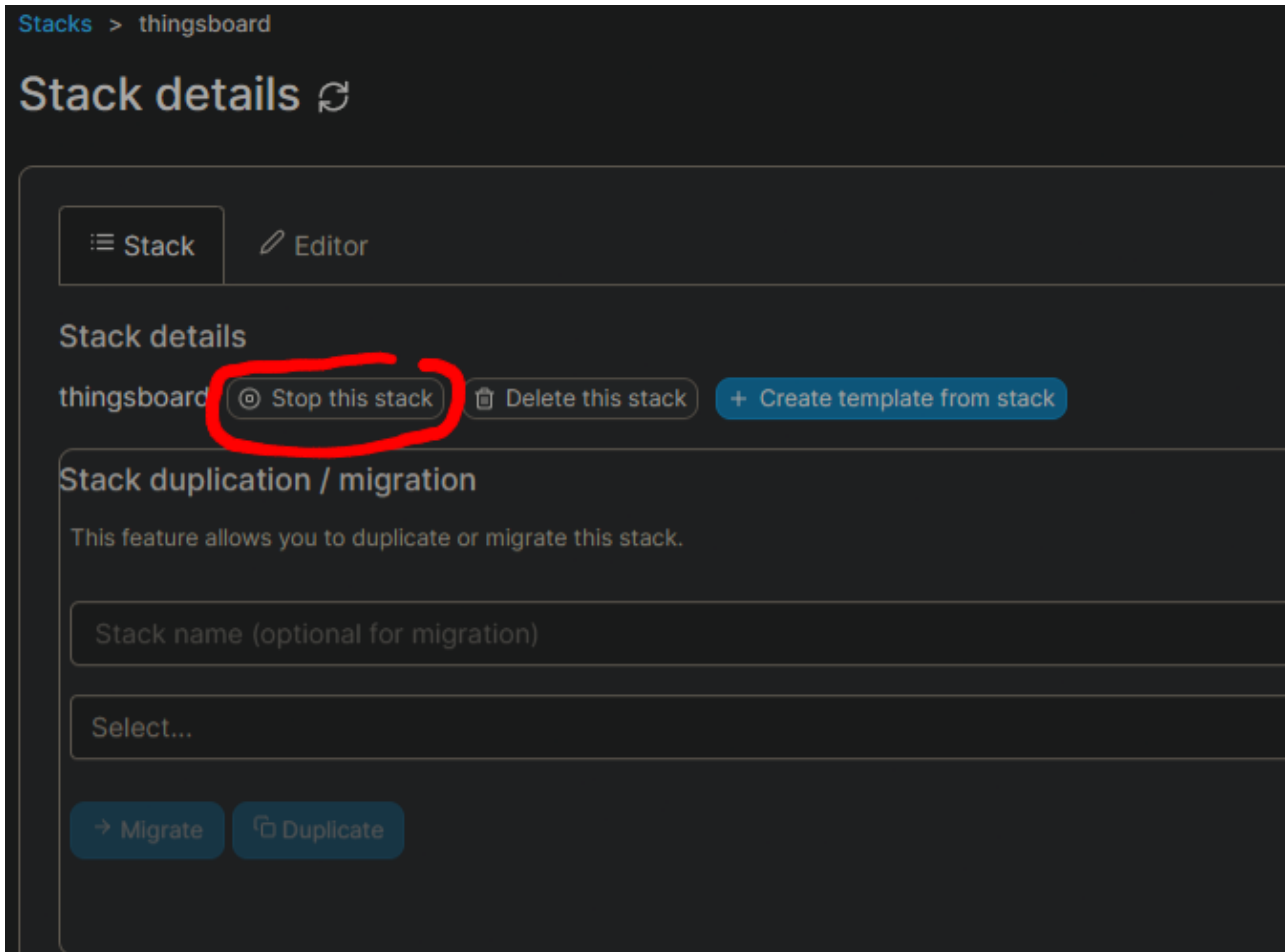 Stacks > thingsboard
Stack details
Stack Editor
Stack details
thingsboard Stop this stack Delete this stack + Create template from stack
Stack duplication / migration
This feature allows you to duplicate or migrate this stack.
Stack name (optional for migration)
Select...
Migrate Duplicate